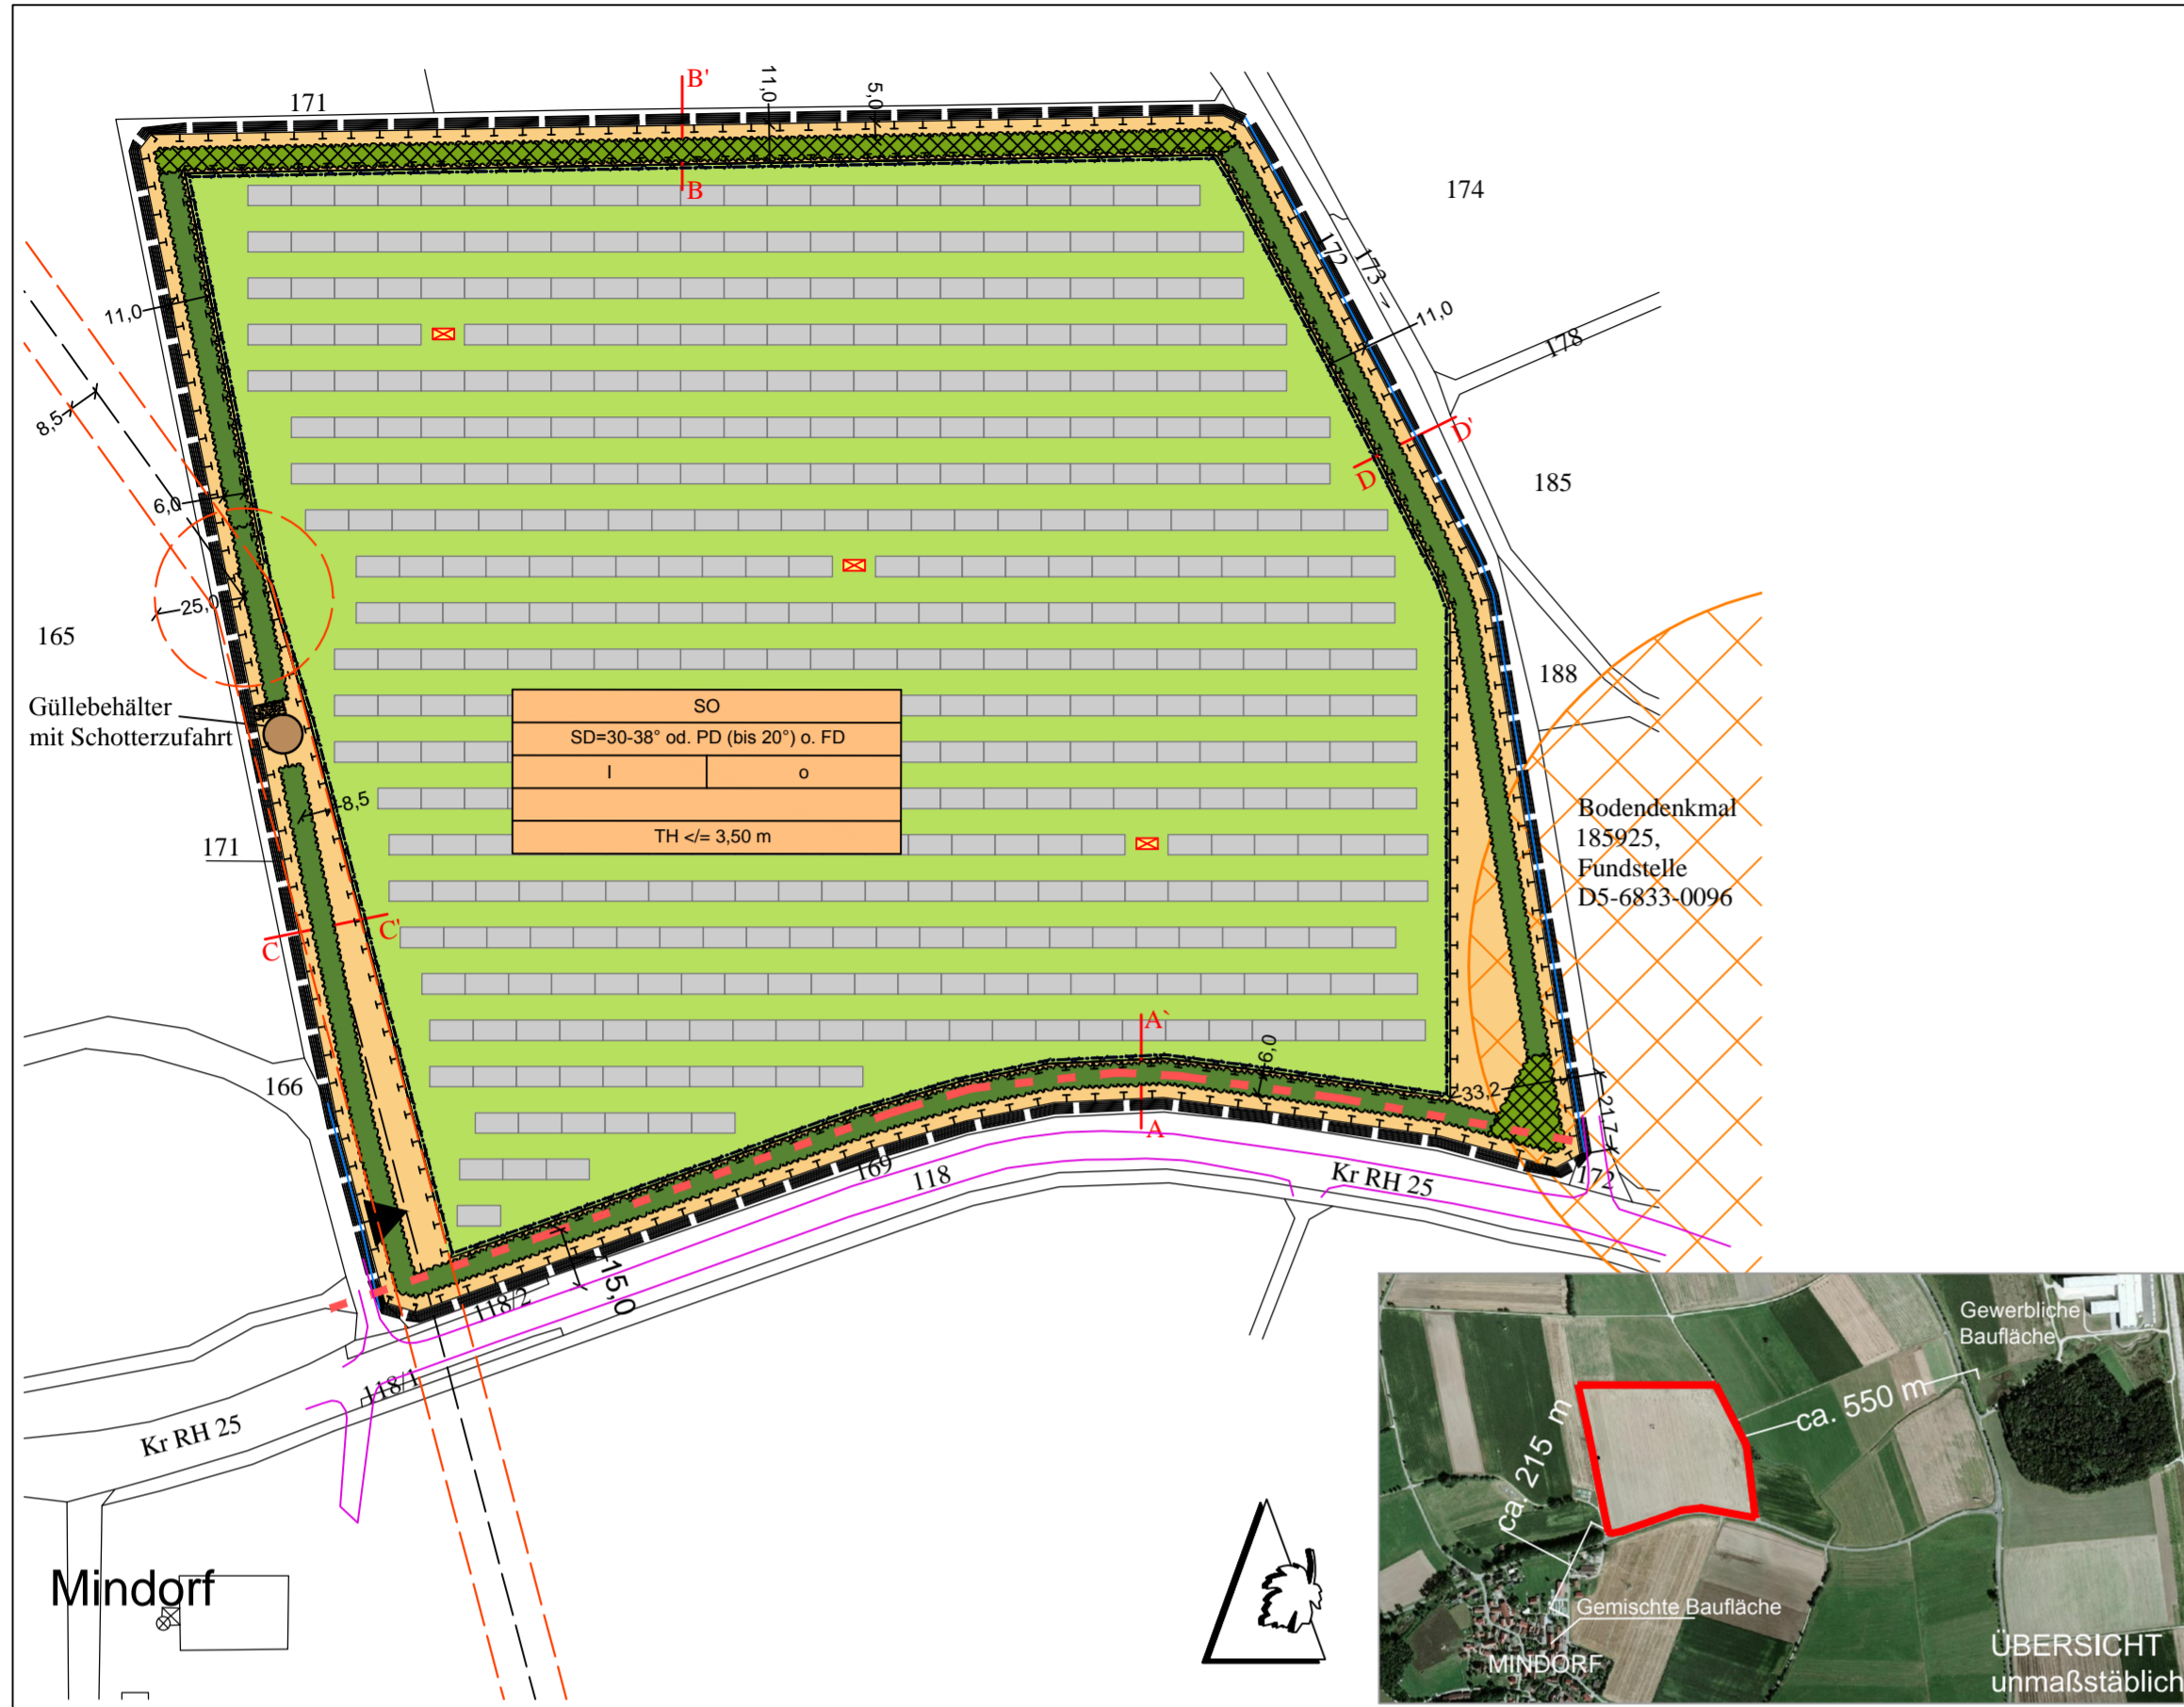 171
B'
11,0
5,0
B
174
172
173
11,0
11,0
178
8,5
D'
D
6,0
185
25,0
165
188
Güllebehälter
mit Schotterzufahrt
SO
SD=30-38° od. PD (bis 20°) o. FD
I
o
TH </= 3,50 m
8,5
171
Bodendenkmal
185925,
Fundstelle
D5-6833-0096
C
C'
A`
6,0
166
33,2
21,7
A
169
118
Kr RH 25
172
15,0
118/2
118/1
Kr RH 25
Mindorf
Gewerbliche
Baufläche
ca. 550 m
ca. 215 m
Gemischte Baufläche
MINDORF
ÜBERSICHT
unmaßstäblich